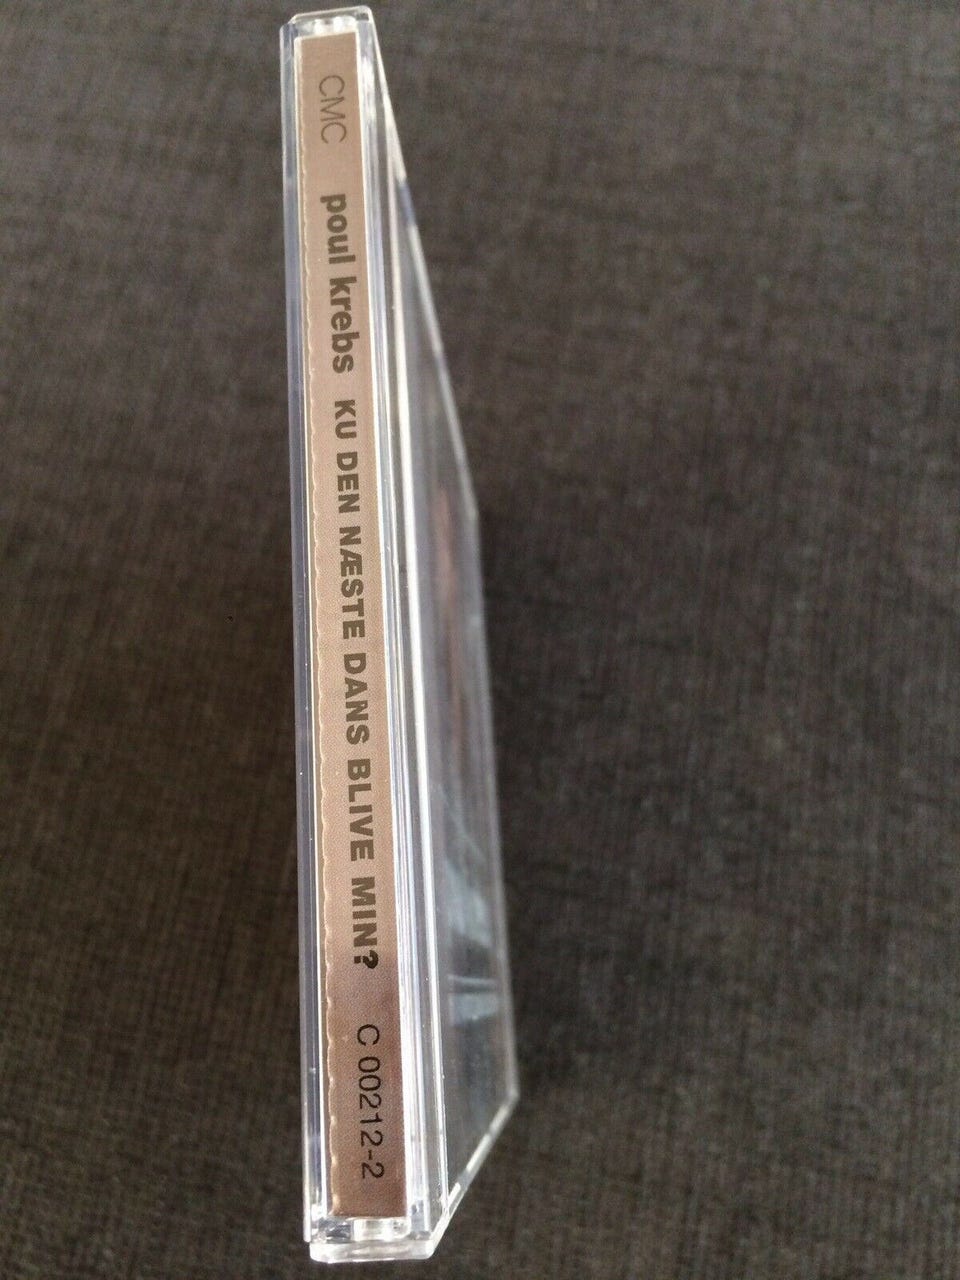 CMC poul krebs KU DEN NÆSTE DANS BLIVE MIN? C 00212-2